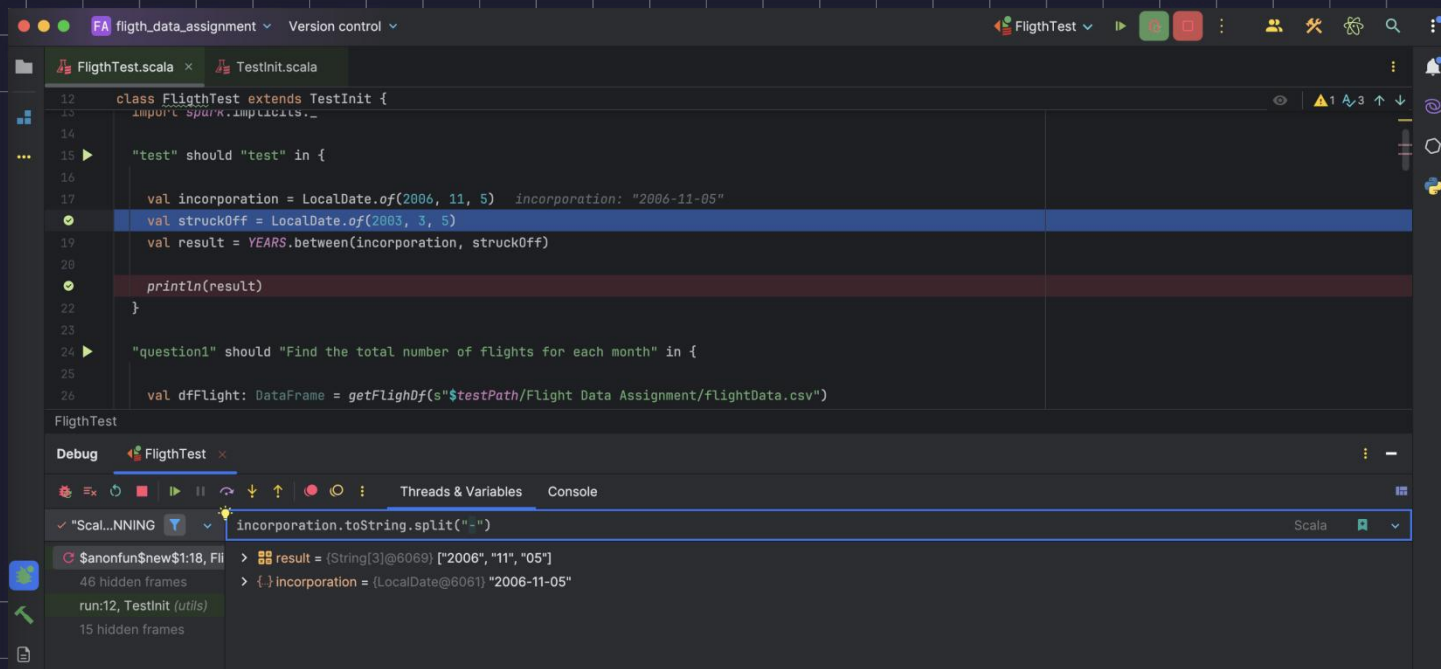 FA fligth_data_assignment Version control FligthTest
FligthTest.scala × TestInit.scala
12 class FligthTest extends TestInit { 1 3
13 import spark.implicits._
14
15 "test" should "test" in {
16
17 val incorporation = LocalDate.of(2006, 11, 5) incorporation: "2006-11-05"
val struckOff = LocalDate.of(2003, 3, 5)
19 val result = YEARS.between(incorporation, struckOff)
20
println(result)
22 }
23
24 "question1" should "Find the total number of flights for each month" in {
25
26 val dfFlight: DataFrame = getFlighDf(s"$testPath/Flight Data Assignment/flightData.csv")
FligthTest
Debug FligthTest ×
Threads & Variables Console
"Scal...NNING incorporation.toString.split("-") Scala
$anonfun$new$1:18, Fli result = {String[3]@6069} ["2006", "11", "05"]
46 hidden frames incorporation = {LocalDate@6061} "2006-11-05"
run:12, TestInit (utils)
15 hidden frames